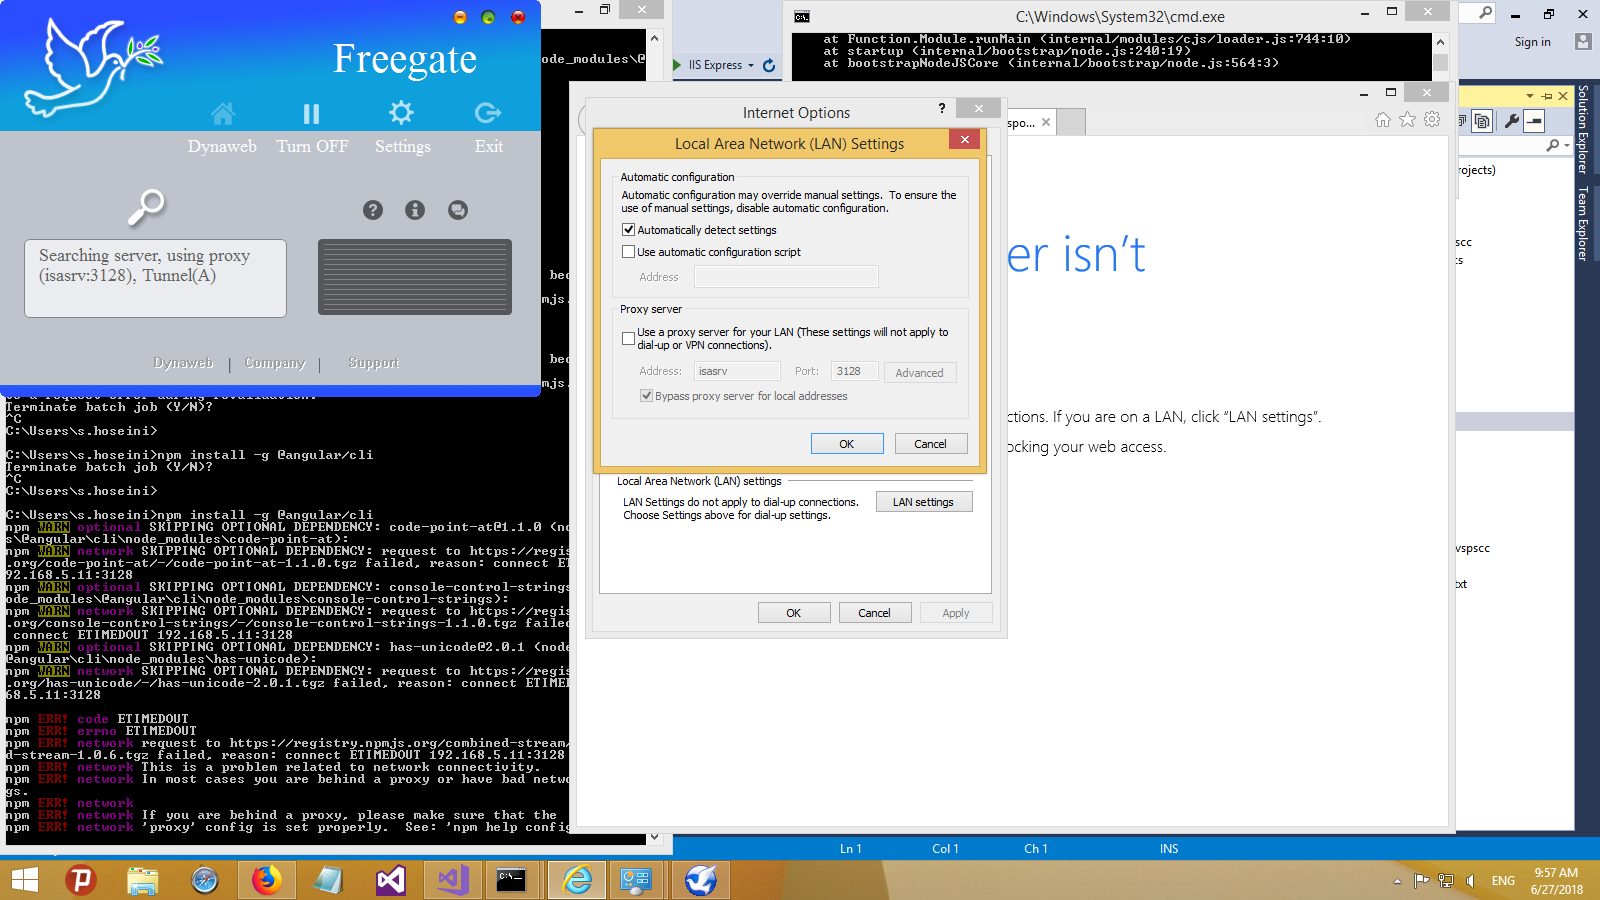 Freegate
Dynaweb
Turn OFF
Settings
Exit
Searching server, using proxy
(isasrv:3128), Tunnel(A)
Dynaweb | Company | Support
ode_modules\@
bec
mjs.
bec
mjs.
Terminate batch job (Y/N)?
^C
C:\Users\s.hoseini>
C:\Users\s.hoseini>npm install -g @angular/cli
Terminate batch job (Y/N)?
^C
C:\Users\s.hoseini>
C:\Users\s.hoseini>npm install -g @angular/cli
npm WARN optional SKIPPING OPTIONAL DEPENDENCY: code-point-at@1.1.0 (no
s\@angular\cli\node_modules\code-point-at):
npm WARN network SKIPPING OPTIONAL DEPENDENCY: request to https://regis
.org/code-point-at/-/code-point-at-1.1.0.tgz failed, reason: connect ET
92.168.5.11:3128
npm WARN optional SKIPPING OPTIONAL DEPENDENCY: console-control-strings
ode_modules\@angular\cli\node_modules\console-control-strings):
npm WARN network SKIPPING OPTIONAL DEPENDENCY: request to https://regis
.org/console-control-strings/-/console-control-strings-1.1.0.tgz failed
connect ETIMEDOUT 192.168.5.11:3128
npm WARN optional SKIPPING OPTIONAL DEPENDENCY: has-unicode@2.0.1 (node
@angular\cli\node_modules\has-unicode):
npm WARN network SKIPPING OPTIONAL DEPENDENCY: request to https://regis
.org/has-unicode/-/has-unicode-2.0.1.tgz failed, reason: connect ETIMED
68.5.11:3128
npm ERR! code ETIMEDOUT
npm ERR! errno ETIMEDOUT
npm ERR! network request to https://registry.npmjs.org/combined-stream/
d-stream-1.0.6.tgz failed, reason: connect ETIMEDOUT 192.168.5.11:3128
npm ERR! network This is a problem related to network connectivity.
npm ERR! network In most cases you are behind a proxy or have bad netwo
gs.
npm ERR! network
npm ERR! network If you are behind a proxy, please make sure that the
npm ERR! network 'proxy' config is set properly.  See: 'npm help config
IIS Express
C:\Windows\System32\cmd.exe
at Function.Module.runMain (internal/modules/cjs/loader.js:744:10)
at startup (internal/bootstrap/node.js:240:19)
at bootstrapNodeJSCore (internal/bootstrap/node.js:564:3)
Sign in
Solution Explorer
Team Explorer
rojects)
scc
ts
vspscc
txt
spo...
er isn't
ctions. If you are on a LAN, click "LAN settings".
ocking your web access.
Internet Options
Local Area Network (LAN) Settings
Automatic configuration
Automatic configuration may override manual settings.  To ensure the
use of manual settings, disable automatic configuration.
Automatically detect settings
Use automatic configuration script
Address
Proxy server
Use a proxy server for your LAN (These settings will not apply to
dial-up or VPN connections).
Address: isasrv Port: 3128 Advanced
Bypass proxy server for local addresses
OK Cancel
Local Area Network (LAN) settings
LAN Settings do not apply to dial-up connections.
Choose Settings above for dial-up settings.
LAN settings
OK Cancel Apply
Ln 1 Col 1 Ch 1 INS
ENG
9:57 AM
6/27/2018